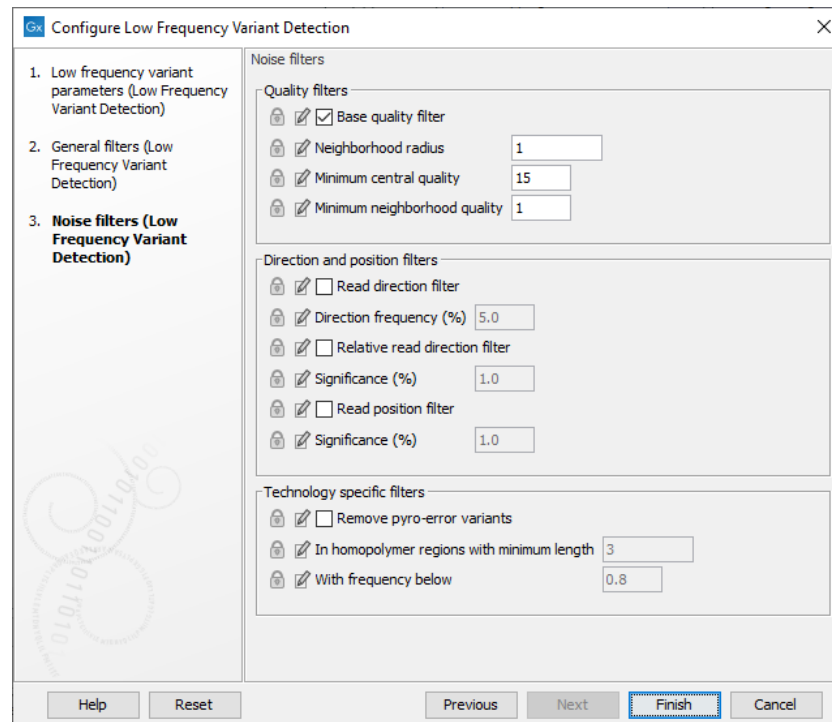 Gx Configure Low Frequency Variant Detection
1. Low frequency variant
parameters (Low Frequency
Variant Detection)
2. General filters (Low
Frequency Variant
Detection)
3. Noise filters (Low
Frequency Variant
Detection)
Noise filters
Quality filters
Base quality filter
Neighborhood radius 1
Minimum central quality 15
Minimum neighborhood quality 1
Direction and position filters
Read direction filter
Direction frequency (%) 5.0
Relative read direction filter
Significance (%) 1.0
Read position filter
Significance (%) 1.0
Technology specific filters
Remove pyro-error variants
In homopolymer regions with minimum length 3
With frequency below 0.8
Help Reset Previous Next Finish Cancel